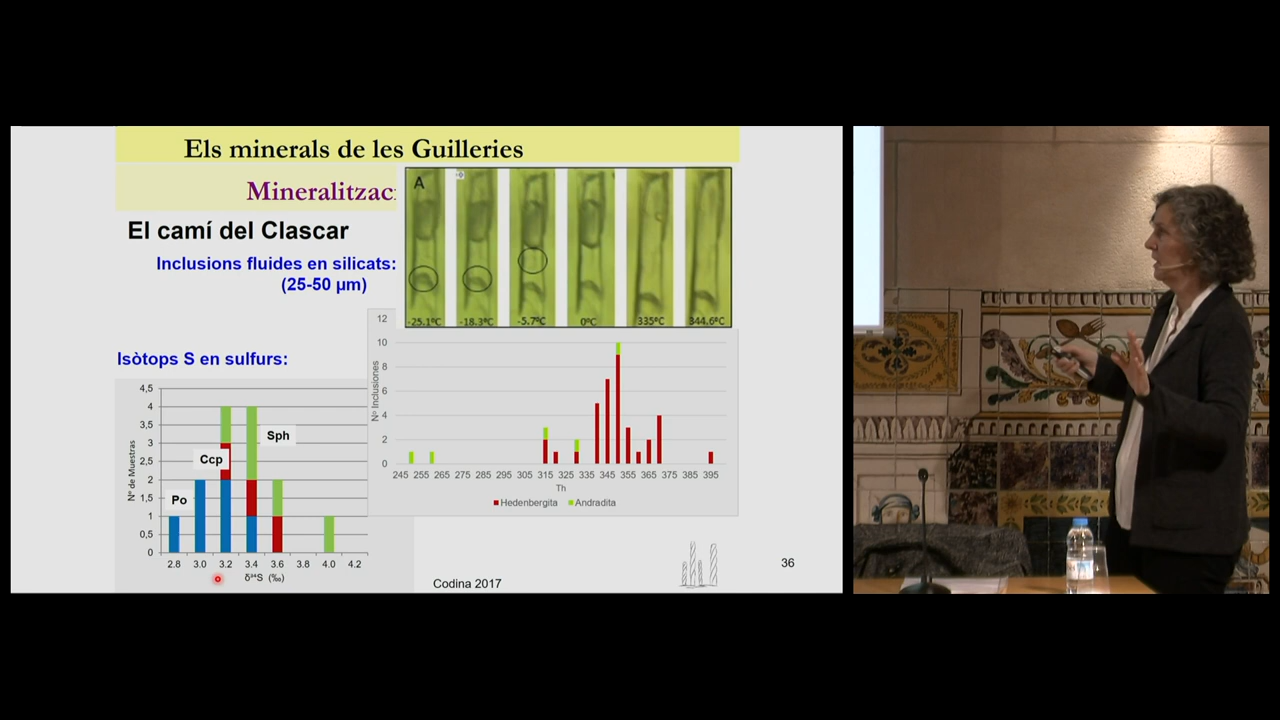 Els minerals de les Guilleries
Mineralitzac
El camí del Clascar
Inclusions fluides en silicats:
(25-50 µm)
A
-25.1ºC -18.3ºC -5.7ºC 0ºC 335ºC 344.6ºC
12
10
8
6
4
2
0
Nº Inclusiones
245 255 265 275 285 295 305 315 325 335 345 355 365 375 385 395
Th
Hedenbergita Andradita
Isòtops S en sulfurs:
4,5
4
3,5
3
2,5
2
1,5
1
0,5
0
Nº de Muestras
Sph
Ccp
Po
2.8 3.0 3.2 3.4 3.6 3.8 4.0 4.2
δ³⁴S (‰)
Codina 2017
36